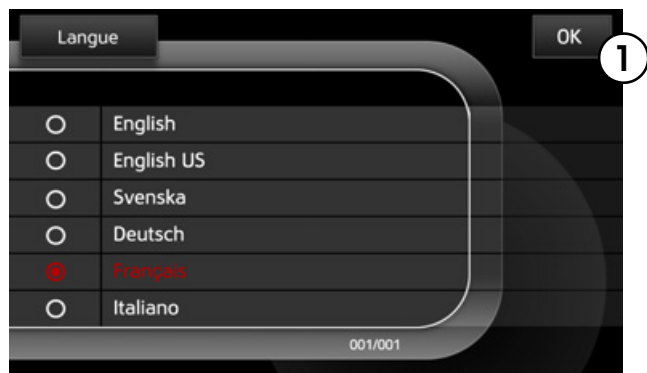 Langue
OK
1
English
English US
Svenska
Deutsch
Français
Italiano
001/001